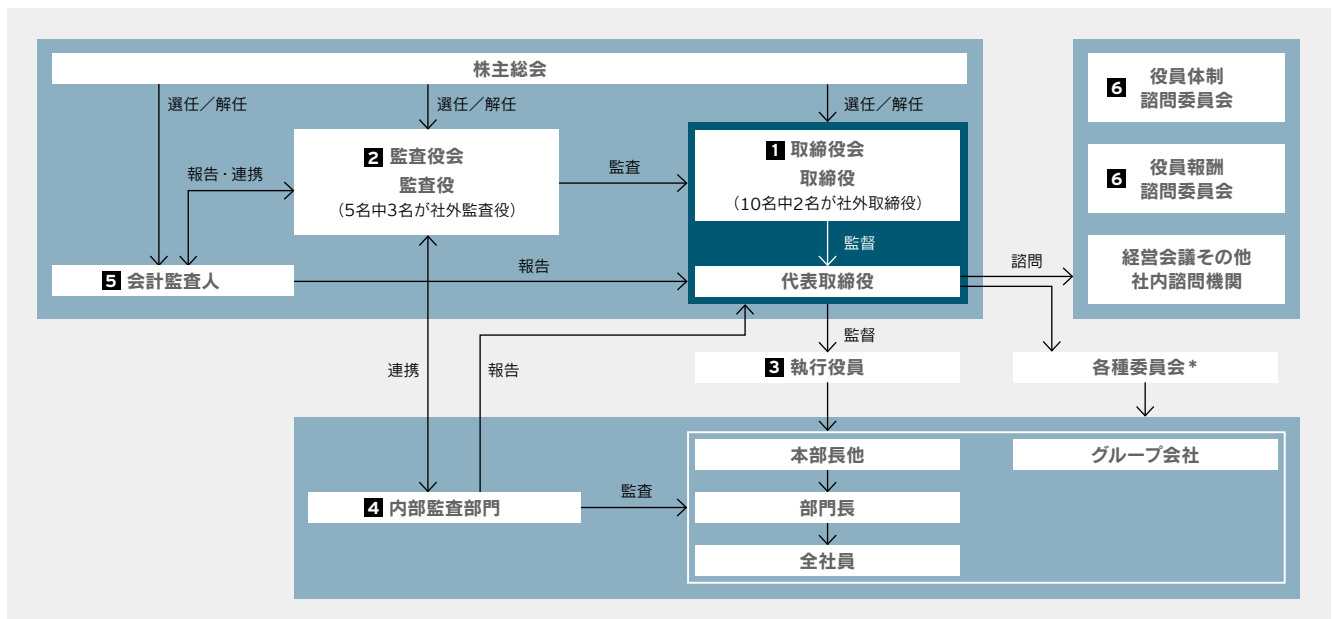 株主総会
選任／解任
選任／解任
選任／解任
2 監査役会
監査役
（5名中3名が社外監査役）
監査
1 取締役会
取締役
（10名中2名が社外取締役）
監督
代表取締役
報告・連携
5 会計監査人
報告
諮問
6 役員体制
諮問委員会
6 役員報酬
諮問委員会
経営会議その他
社内諮問機関
監督
3 執行役員
各種委員会*
連携
報告
4 内部監査部門
監査
本部長他
部門長
全社員
グループ会社